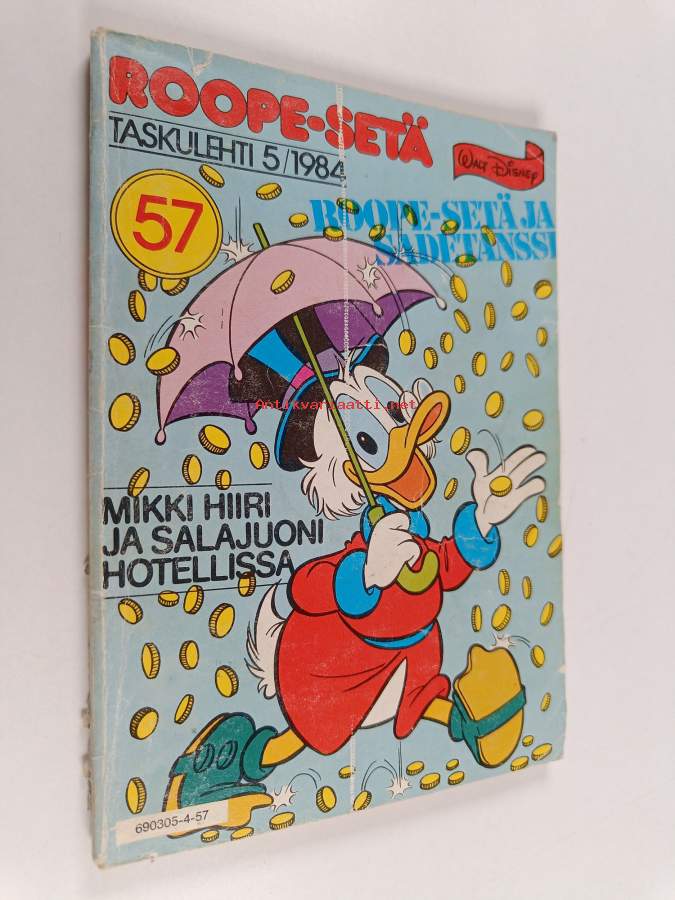 ROOPE-SETÄ
TASKULEHTI 5/1984
WALT DISNEY
57
ROOPE-SETÄ JA
SADETANSSI
Antikvariaatti.net
MIKKI HIIRI
JA SALAJUONI
HOTELLISSA
690305-4-57